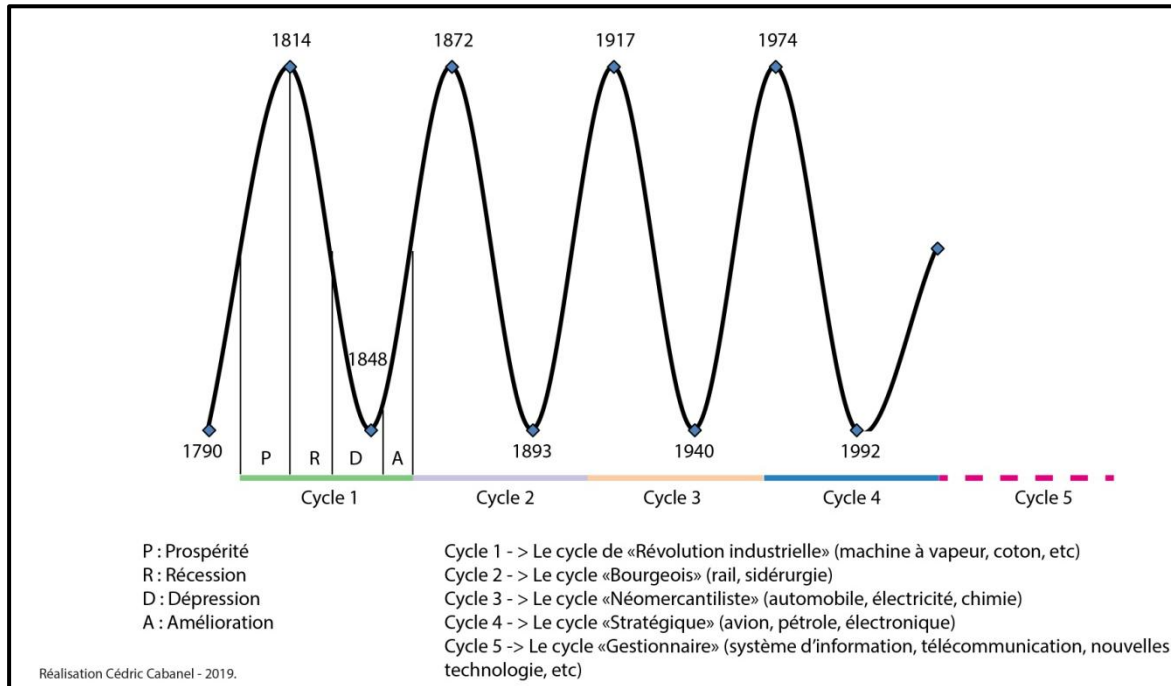 1814
1872
1917
1974
1848
1790
1893
1940
1992
P
R
D
A
Cycle 1
Cycle 2
Cycle 3
Cycle 4
Cycle 5
P : Prospérité
R : Récession
D : Dépression
A : Amélioration
Cycle 1 - > Le cycle de «Révolution industrielle» (machine à vapeur, coton, etc)
Cycle 2 - > Le cycle «Bourgeois» (rail, sidérurgie)
Cycle 3 - > Le cycle «Néomercantiliste» (automobile, électricité, chimie)
Cycle 4 - > Le cycle «Stratégique» (avion, pétrole, électronique)
Cycle 5 -> Le cycle «Gestionnaire» (système d'information, télécommunication, nouvelles
technologie, etc)
Réalisation Cédric Cabanel - 2019.